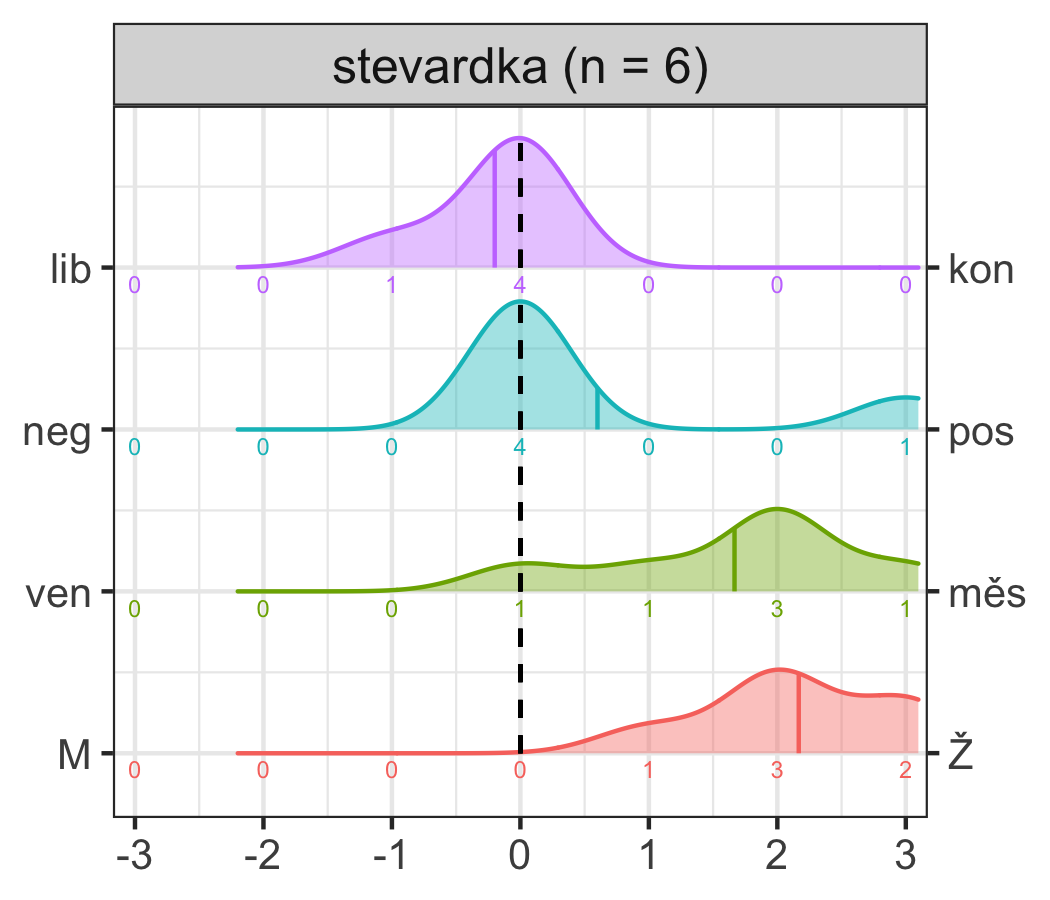 stevardka (n = 6)
lib kon
0 0 1 4 0 0 0
neg pos
0 0 0 4 0 0 1
ven měs
0 0 0 1 1 3 1
M Ž
0 0 0 0 1 3 2
-3 -2 -1 0 1 2 3